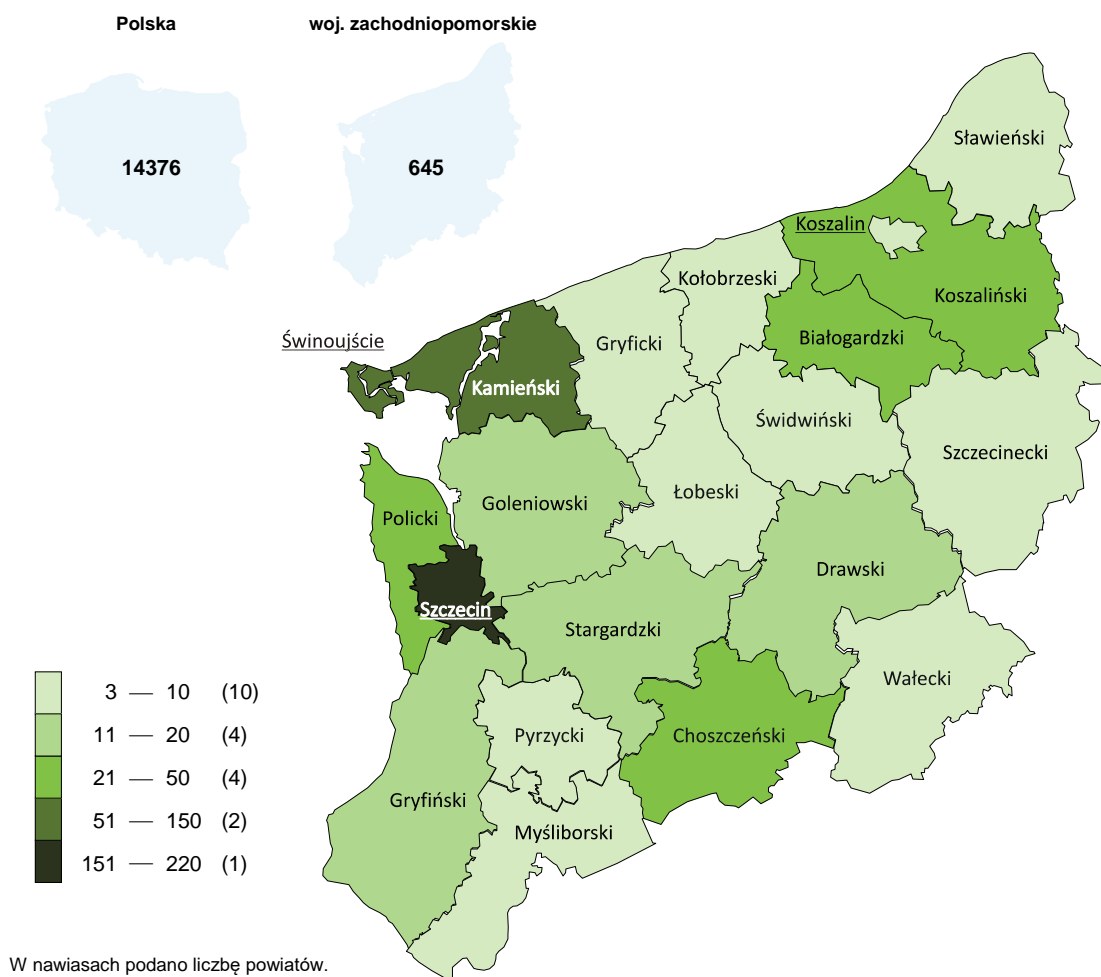 Polska
woj. zachodniopomorskie
14376
645
Sławieński
Koszalin
Kołobrzeski
Koszaliński
Świnoujście
Gryficki
Białogardzki
Kamieński
Świdwiński
Szczecinecki
Łobeski
Goleniowski
Policki
Drawski
Szczecin
Stargardzki
Wałecki
Pyrzycki
Choszczeński
Gryfiński
Myśliborski
3 — 10 (10)
11 — 20 (4)
21 — 50 (4)
51 — 150 (2)
151 — 220 (1)
W nawiasach podano liczbę powiatów.